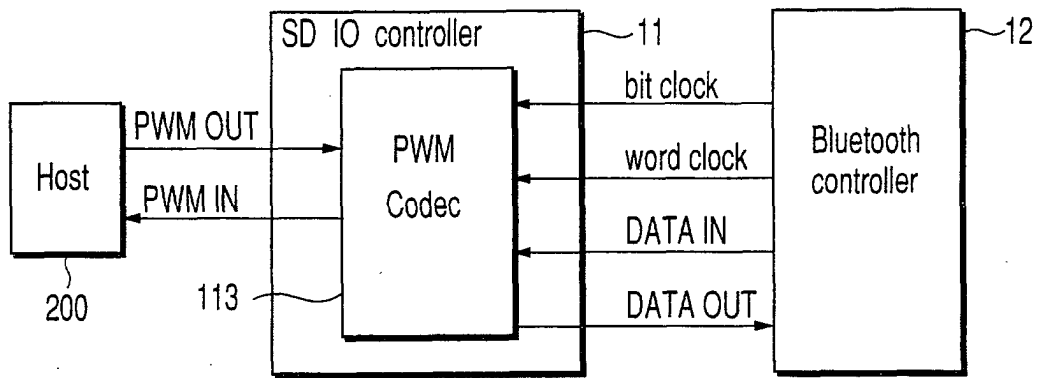 SD IO controller
11
12
bit clock
PWM OUT
PWM
Codec
word clock
Bluetooth
controller
Host
PWM IN
DATA IN
200
113
DATA OUT